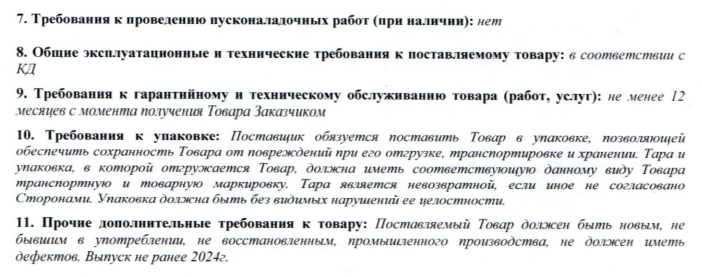 7. Требования к проведению пусконаладочных работ (при наличии): нет
8. Общие эксплуатационные и технические требования к поставляемому товару: в соответствии с
КД
9. Требования к гарантийному и техническому обслуживанию товара (работ, услуг): не менее 12
месяцев с момента получения Товара Заказчиком
10. Требования к упаковке: Поставщик обязуется поставить Товар в упаковке, позволяющей
обеспечить сохранность Товара от повреждений при его отгрузке, транспортировке и хранении. Тара и
упаковка, в которой отгружается Товар, должна иметь соответствующую данному виду Товара
транспортную и товарную маркировку. Тара является невозвратной, если иное не согласовано
Сторонами. Упаковка должна быть без видимых нарушений ее целостности.
11. Прочие дополнительные требования к товару: Поставляемый Товар должен быть новым, не
бывшим в употреблении, не восстановленным, промышленного производства, не должен иметь
дефектов. Выпуск не ранее 2024г.